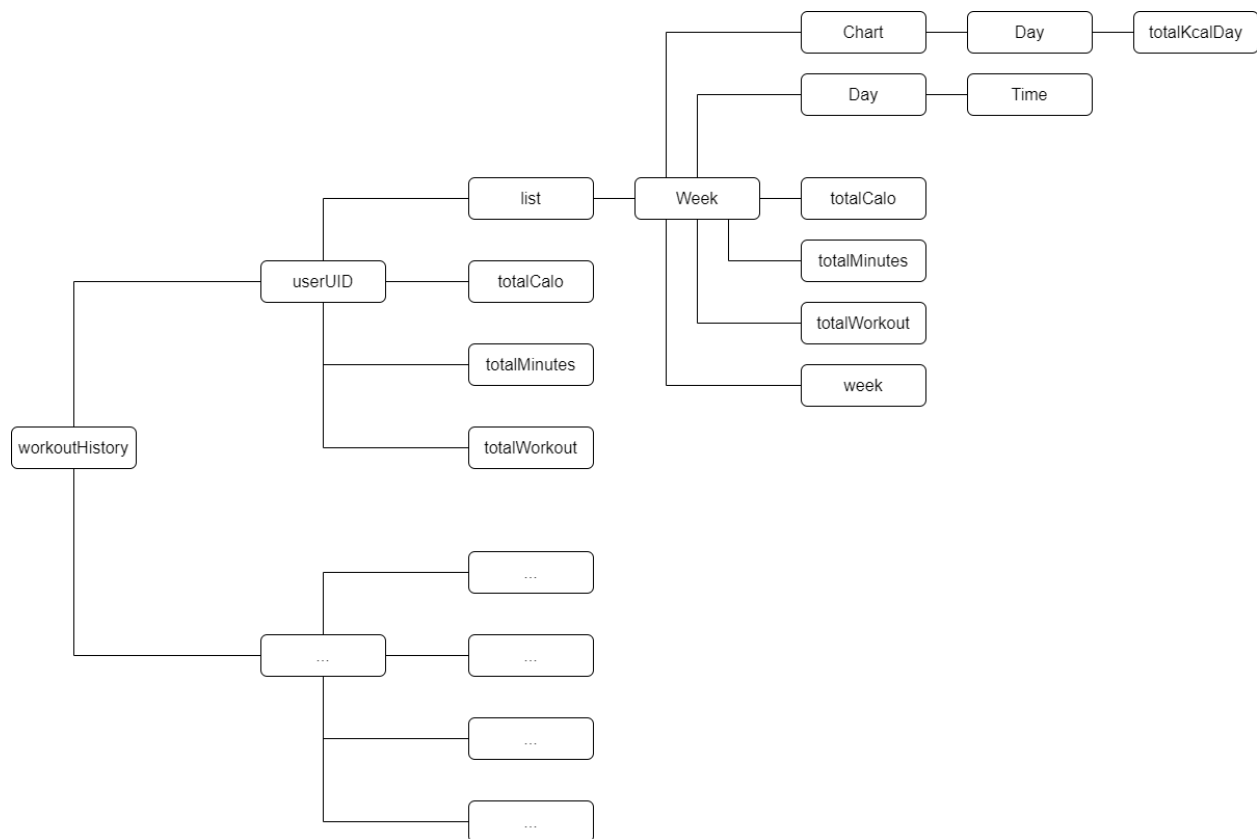 Chart
Day
totalKcalDay
Day
Time
list
Week
totalCalo
totalMinutes
userUID
totalCalo
totalWorkout
totalMinutes
week
workoutHistory
totalWorkout
...
...
...
...
...